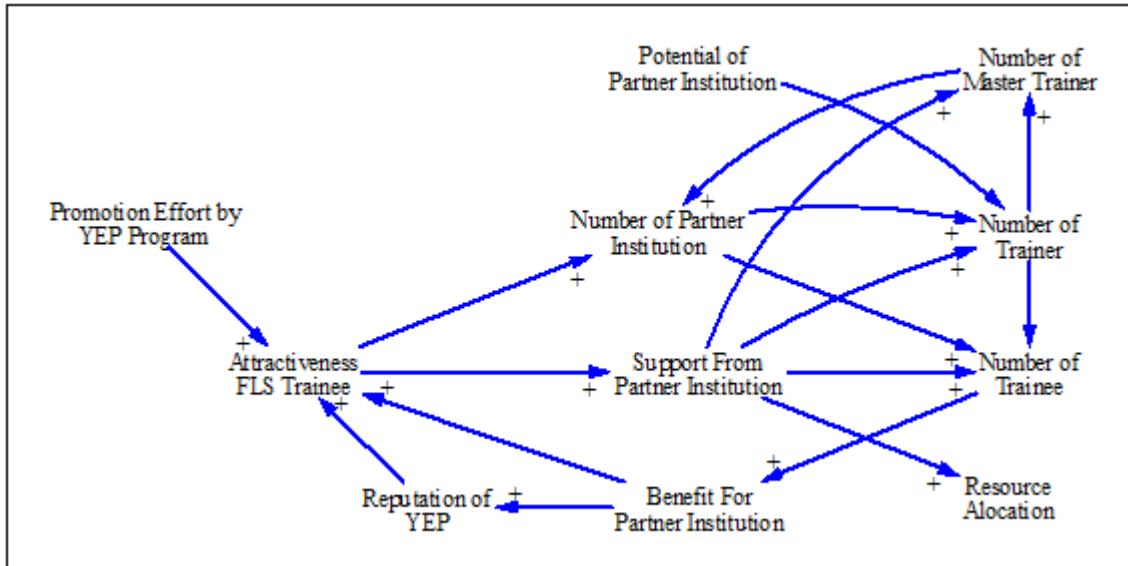 Potential of
Partner Institution
Number of
Master Trainer
+
+
Promotion Effort by
YEP Program
Number of Partner
Institution
+
Number of
Trainer
+
+
+
+
Attractiveness
FLS Trainee
+
+
Support From
Partner Institution
+
Number of
Trainee
+
+
+
Reputation of
YEP
+
Benefit For
Partner Institution
+
Resource
Alocation
+